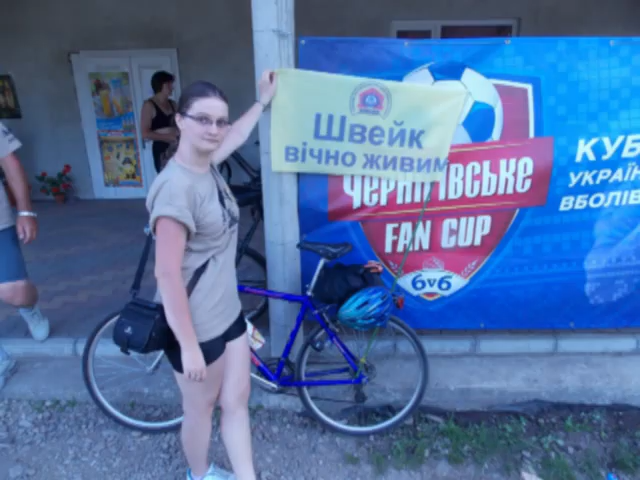 Швейк
вічно живим
Чернігівське
FAN CUP
6v6
КУБ
УКРАЇН
ВБОЛІВ